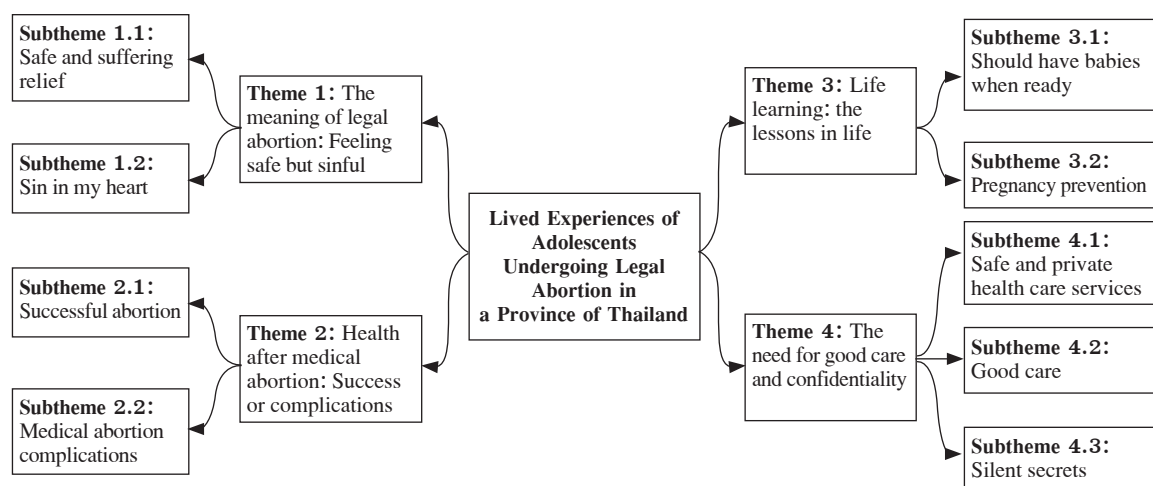 Subtheme 1.1:
Safe and suffering
relief
Subtheme 1.2:
Sin in my heart
Theme 1: The
meaning of legal
abortion: Feeling
safe but sinful
Subtheme 2.1:
Successful abortion
Subtheme 2.2:
Medical abortion
complications
Theme 2: Health
after medical
abortion: Success
or complications
Lived Experiences of
Adolescents
Undergoing Legal
Abortion in
a Province of Thailand
Theme 3: Life
learning: the
lessons in life
Subtheme 3.1:
Should have babies
when ready
Subtheme 3.2:
Pregnancy prevention
Theme 4: The
need for good care
and confidentiality
Subtheme 4.1:
Safe and private
health care services
Subtheme 4.2:
Good care
Subtheme 4.3:
Silent secrets